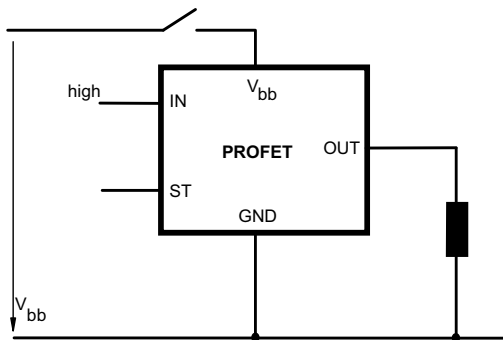 V bb
high
IN
PROFET
OUT
ST
GND
V bb